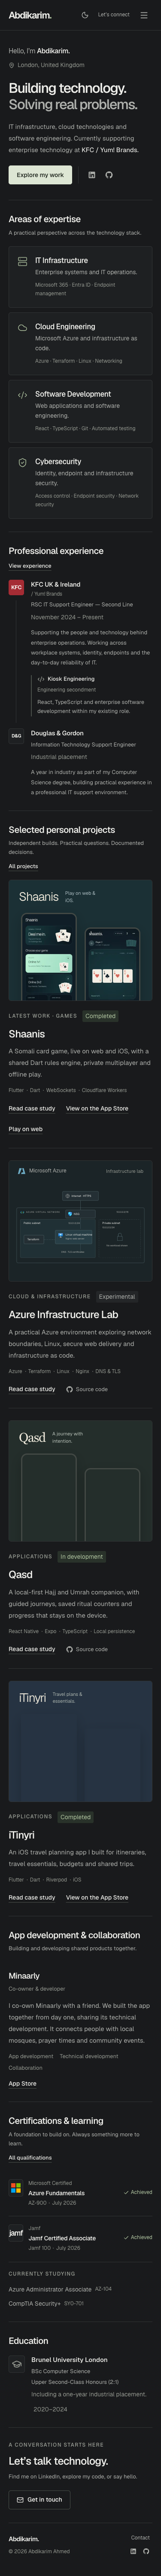 Abdikarim.
Let's connect
Hello, I'm Abdikarim.
London, United Kingdom
Building technology.
Solving real problems.
IT infrastructure, cloud technologies and
software engineering. Currently supporting
enterprise technology at KFC / Yum! Brands.
Explore my work
Areas of expertise
A practical perspective across the technology stack.
IT Infrastructure
Enterprise systems and IT operations.
Microsoft 365 · Entra ID · Endpoint
management
Cloud Engineering
Microsoft Azure and infrastructure as
code.
Azure · Terraform · Linux · Networking
Software Development
Web applications and software
engineering.
React · TypeScript · Git · Automated testing
Cybersecurity
Identity, endpoint and infrastructure
security.
Access control · Endpoint security · Network
security
Professional experience
View experience
KFC
KFC UK & Ireland
/ Yum! Brands
RSC IT Support Engineer — Second Line
November 2024 – Present
Supporting the people and technology behind
enterprise operations. Working across
workplace systems, identity, endpoints and the
day-to-day reliability of IT.
Kiosk Engineering
Engineering secondment
React, TypeScript and enterprise software
development within my existing role.
D&G
Douglas & Gordon
Information Technology Support Engineer
Industrial placement
A year in industry as part of my Computer
Science degree, building practical experience in
a professional IT support environment.
Selected personal projects
Independent builds. Practical questions. Documented
decisions.
All projects
Shaanis
Play on web &
iOS.
LATEST WORK · GAMES
Completed
Shaanis
A Somali card game, live on web and iOS, with a
shared Dart rules engine, private multiplayer and
offline play.
Flutter · Dart · WebSockets · Cloudflare Workers
Read case study
View on the App Store
Play on web
Microsoft Azure
Infrastructure lab
CLOUD & INFRASTRUCTURE
Experimental
Azure Infrastructure Lab
A practical Azure environment exploring network
boundaries, Linux, secure web delivery and
infrastructure as code.
Azure · Terraform · Linux · Nginx · DNS & TLS
Read case study
Source code
Qasd
A journey with
intention.
APPLICATIONS
In development
Qasd
A local-first Hajj and Umrah companion, with
guided journeys, saved ritual counters and
progress that stays on the device.
React Native · Expo · TypeScript · Local persistence
Read case study
Source code
iTinyri
Travel plans &
essentials.
APPLICATIONS
Completed
iTinyri
An iOS travel planning app I built for itineraries,
travel essentials, budgets and shared trips.
Flutter · Dart · Riverpod · iOS
Read case study
View on the App Store
App development & collaboration
Building and developing shared products together.
Minaarly
Co-owner & developer
I co-own Minaarly with a friend. We built the app
together from day one, sharing its technical
development. It connects people with local
mosques, prayer times and community events.
App development
Technical development
Collaboration
App Store
Certifications & learning
A foundation to build on. Always something more to
learn.
All qualifications
Microsoft Certified
Azure Fundamentals
AZ-900 · July 2026
Achieved
jamf
Jamf
Jamf Certified Associate
Jamf 100 · July 2026
Achieved
CURRENTLY STUDYING
Azure Administrator Associate AZ-104
CompTIA Security+ SY0-701
Education
Brunel University London
BSc Computer Science
Upper Second-Class Honours (2:1)
Including a one-year industrial placement.
2020–2024
A CONVERSATION STARTS HERE
Let's talk technology.
Find me on LinkedIn, explore my code, or say hello.
Get in touch
Abdikarim.
Contact
© 2026 Abdikarim Ahmed